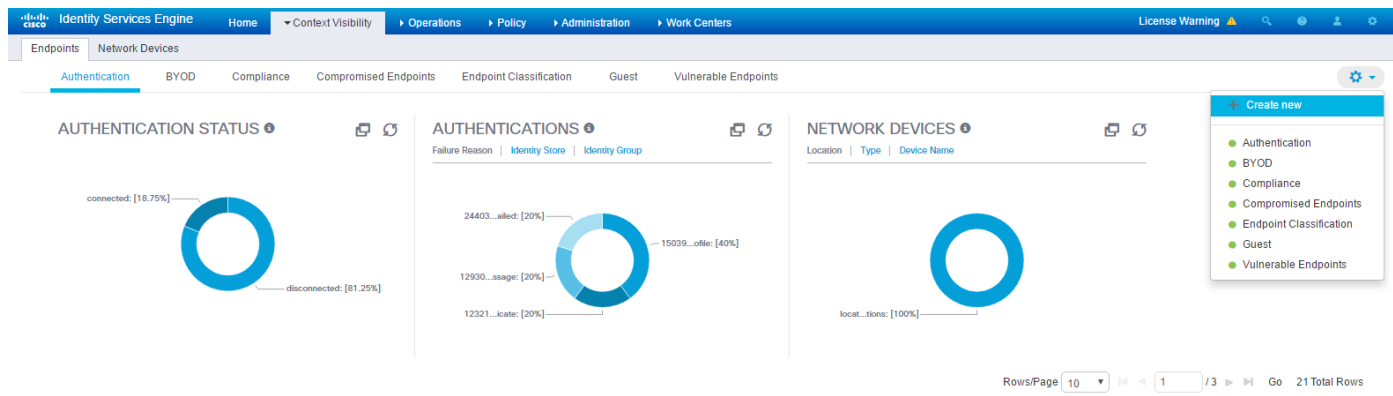 cisco Identity Services Engine Home Context Visibility Operations Policy Administration Work Centers License Warning
Endpoints Network Devices
Authentication BYOD Compliance Compromised Endpoints Endpoint Classification Guest Vulnerable Endpoints
Create new
Authentication
BYOD
Compliance
Compromised Endpoints
Endpoint Classification
Guest
Vulnerable Endpoints
AUTHENTICATION STATUS
connected: [18.75%]
disconnected: [81.25%]
AUTHENTICATIONS
Failure Reason | Identity Store | Identity Group
24403...ailed: [20%]
15039...ofile: [40%]
12930...ssage: [20%]
12321...icate: [20%]
NETWORK DEVICES
Location | Type | Device Name
locat...tions: [100%]
Rows/Page 10 1 /3 Go 21 Total Rows